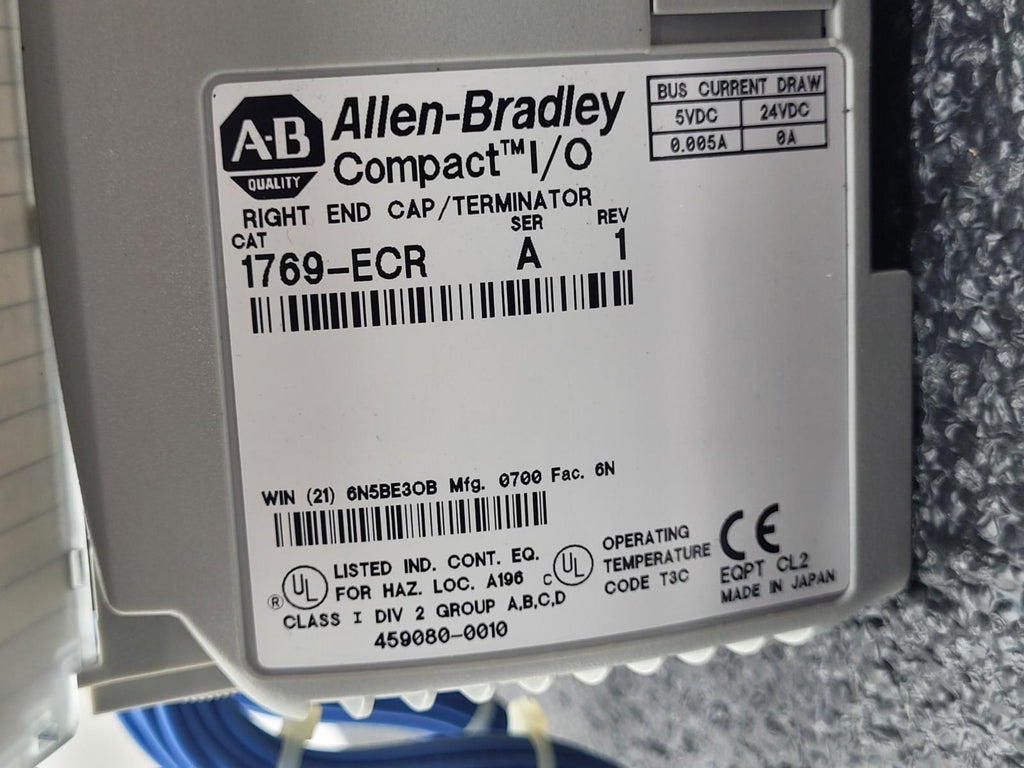 A-B
QUALITY
Allen-Bradley
Compact™ I/O
BUS CURRENT DRAW
5VDC 24VDC
0.005A 0A
RIGHT END CAP/TERMINATOR
CAT SER REV
1769-ECR A 1
WIN (21) 6N5BE3OB Mfg. 0700 Fac. 6N
UL ®
LISTED IND. CONT. EQ.
FOR HAZ. LOC. A196
CLASS I DIV 2 GROUP A,B,C,D
459080-0010
C UL
OPERATING
TEMPERATURE
CODE T3C
CE
EQPT CL2
MADE IN JAPAN